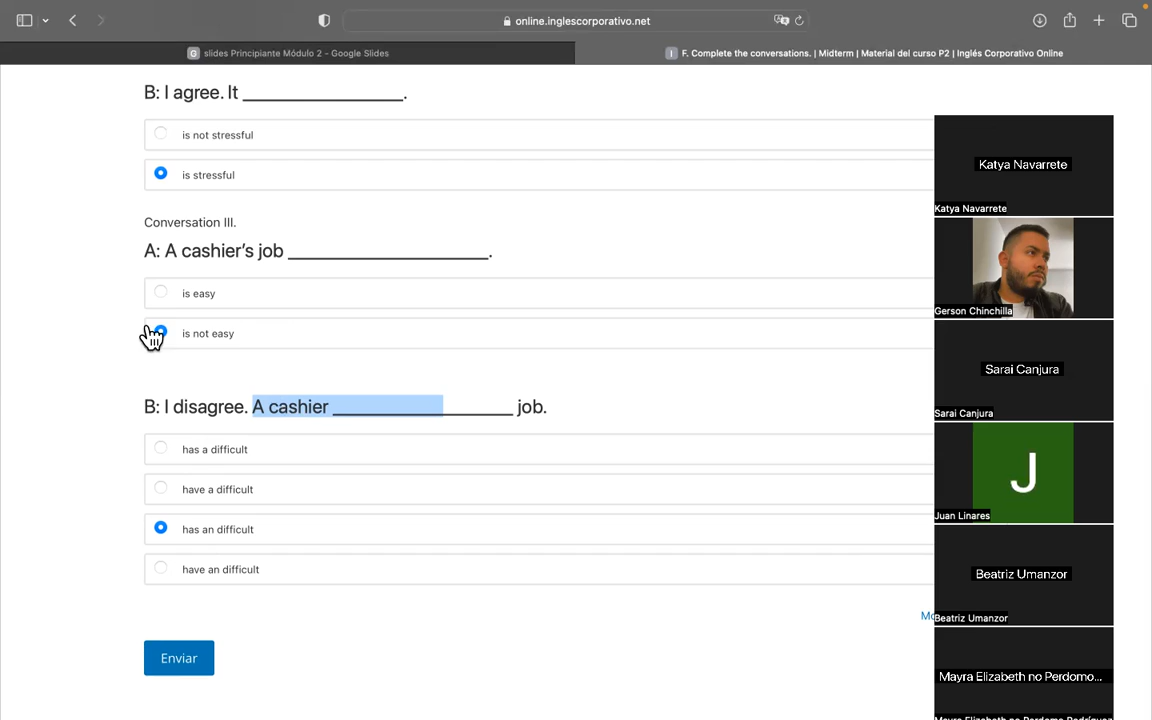 online.inglescorporativo.net
G slides Principiante Módulo 2 - Google Slides
I F. Complete the conversations. | Midterm | Material del curso P2 | Inglés Corporativo Online
B: I agree. It _________________.
is not stressful
is stressful
Conversation III.
A: A cashier's job _____________________.
is easy
is not easy
B: I disagree. A cashier ___________________ job.
has a difficult
have a difficult
has an difficult
have an difficult
Enviar
Katya Navarrete
Katya Navarrete
Gerson Chinchilla
Sarai Canjura
Sarai Canjura
J
Juan Linares
Beatriz Umanzor
Beatriz Umanzor
Mayra Elizabeth no Perdomo...